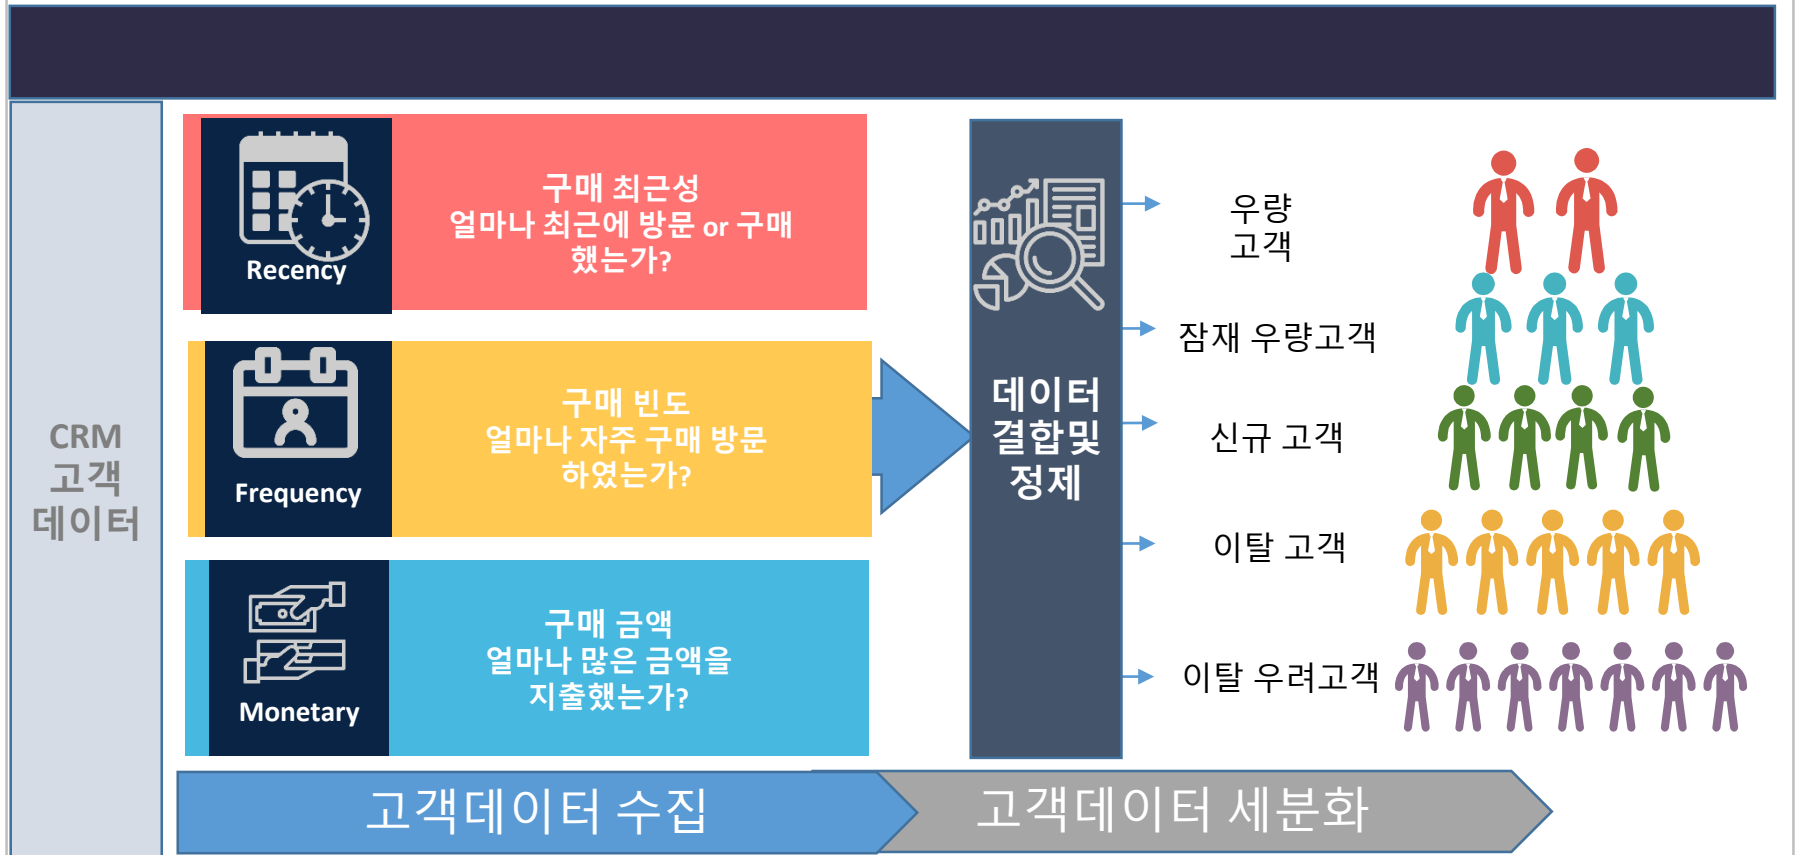 CRM
고객
데이터
구매 최근성
얼마나 최근에 방문 or 구매
했는가?
Recency
구매 빈도
얼마나 자주 구매 방문
하였는가?
Frequency
구매 금액
얼마나 많은 금액을
지출했는가?
Monetary
데이터
결합및
정제
우량
고객
잠재 우량고객
신규 고객
이탈 고객
이탈 우려고객
고객데이터 수집
고객데이터 세분화